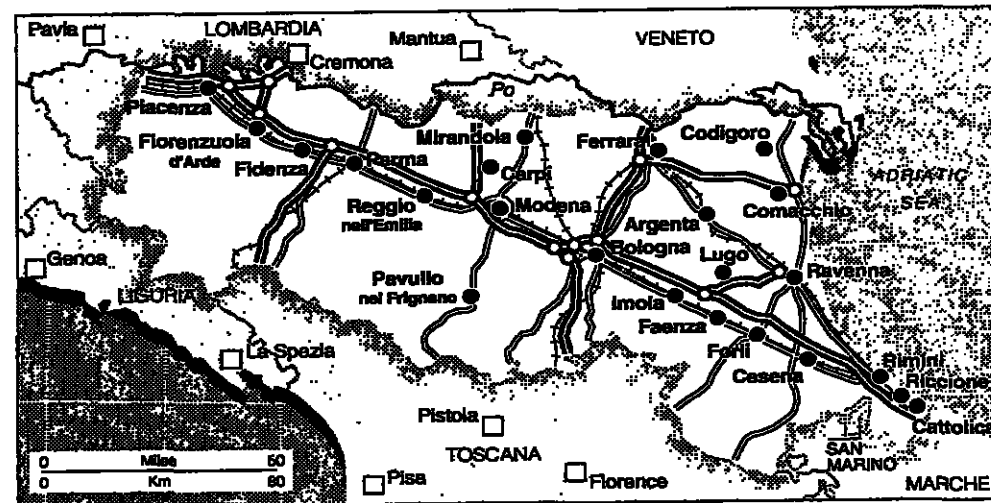 Pavia
LOMBARDIA
Mantua
VENETO
Cremona
Po
Piacenza
Mirandola
Ferrara
Codigoro
Fiorenzuola
d'Arda
Parma
Carpi
ADRIATIC
SEA
Fidenza
Comacchio
Reggio
nell'Emilia
Modena
Argenta
Bologna
Lugo
Ravenna
Genoa
Pavullo
nel Frignano
LIGURIA
Imola
Faenza
Forli
Rimini
La Spezia
Cesena
Riccione
Cattolica
Pistoia
TOSCANA
SAN
MARINO
0 Miles 50
0 Km 80
Pisa
Florence
MARCHE